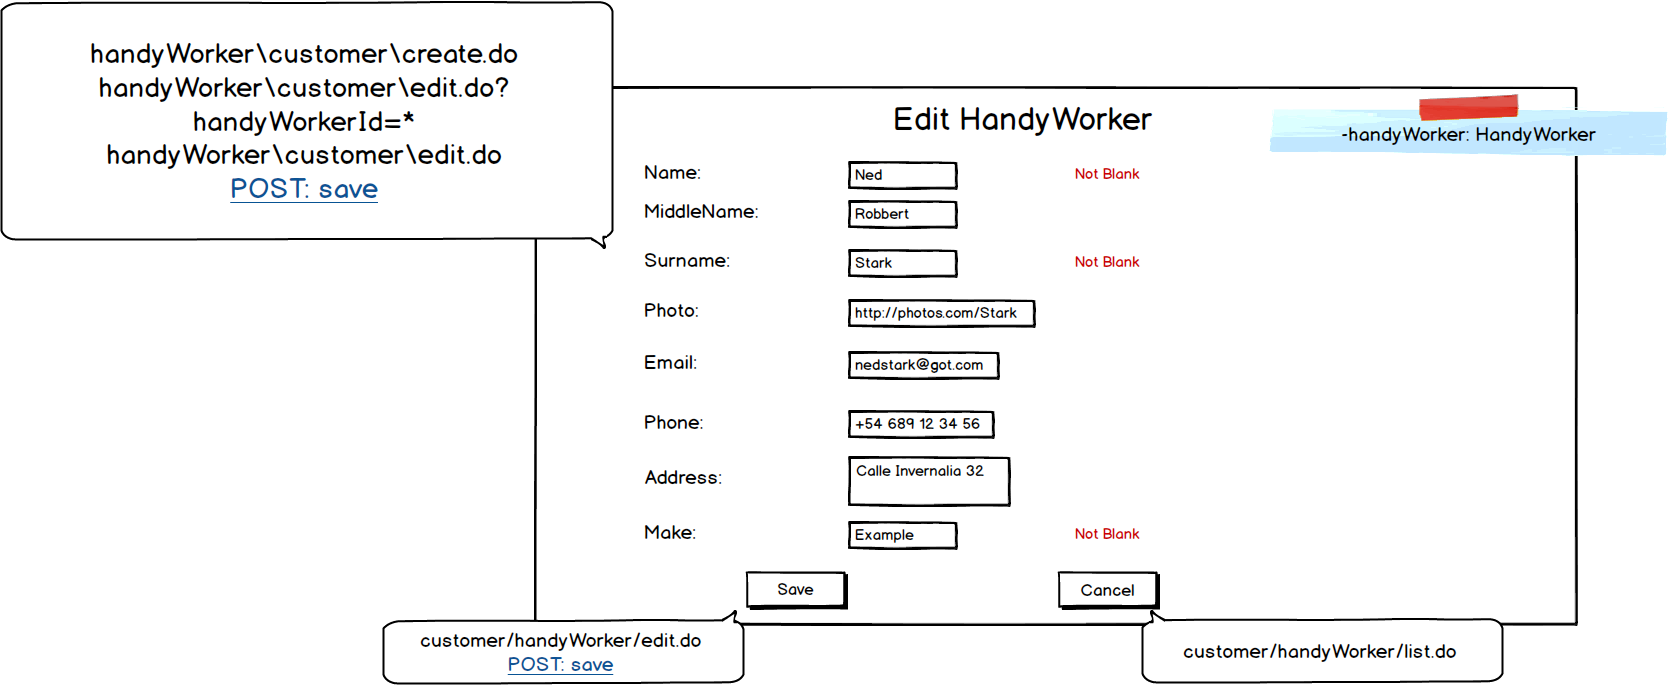 handyWorker\customer\create.do
handyWorker\customer\edit.do?
handyWorkerId=*
handyWorker\customer\edit.do
POST: save
Edit HandyWorker
-handyWorker: HandyWorker
Name: Ned Not Blank
MiddleName: Robbert
Surname: Stark Not Blank
Photo: http://photos.com/Stark
Email: nedstark@got.com
Phone: +54 689 12 34 56
Address: Calle Invernalia 32
Make: Example Not Blank
Save Cancel
customer/handyWorker/edit.do
POST: save
customer/handyWorker/list.do